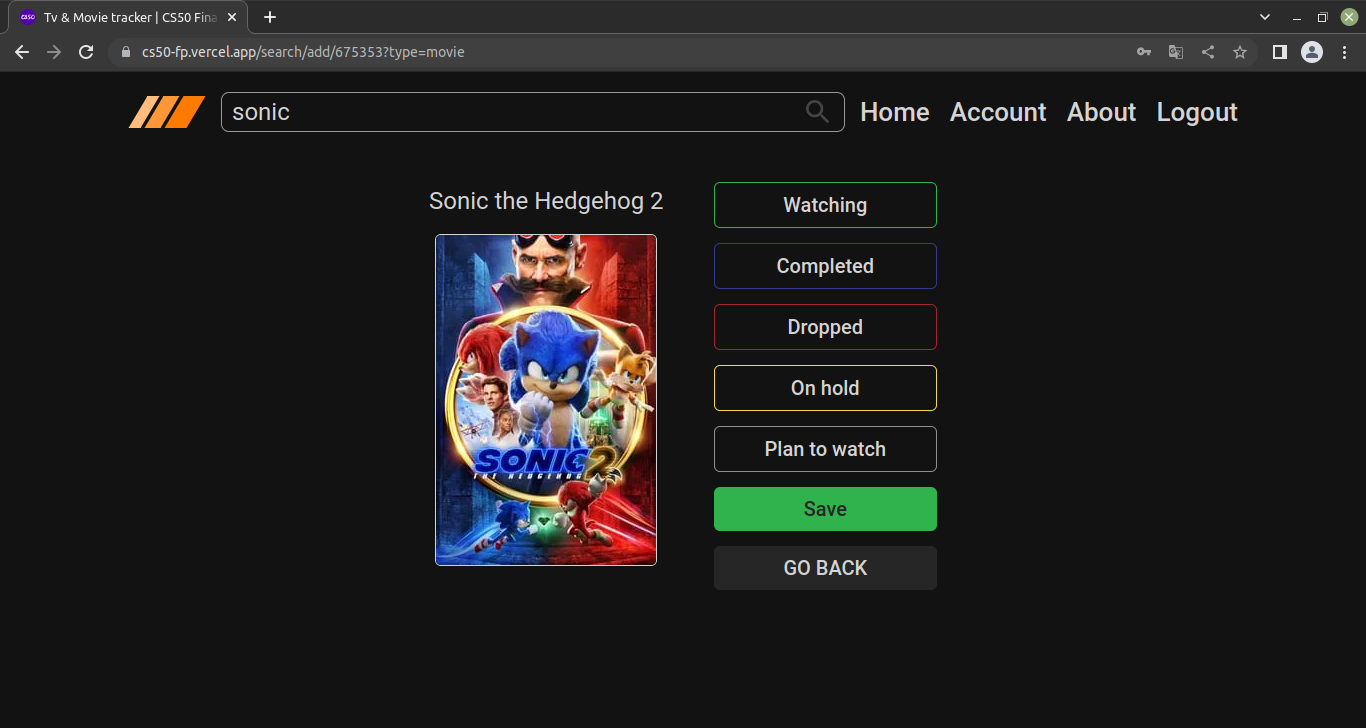 cs50 Tv & Movie tracker | CS50 Fina
cs50-fp.vercel.app/search/add/675353?type=movie
sonic
Home Account About Logout
Sonic the Hedgehog 2
SONIC 2
THE HEDGEHOG
Watching
Completed
Dropped
On hold
Plan to watch
Save
GO BACK